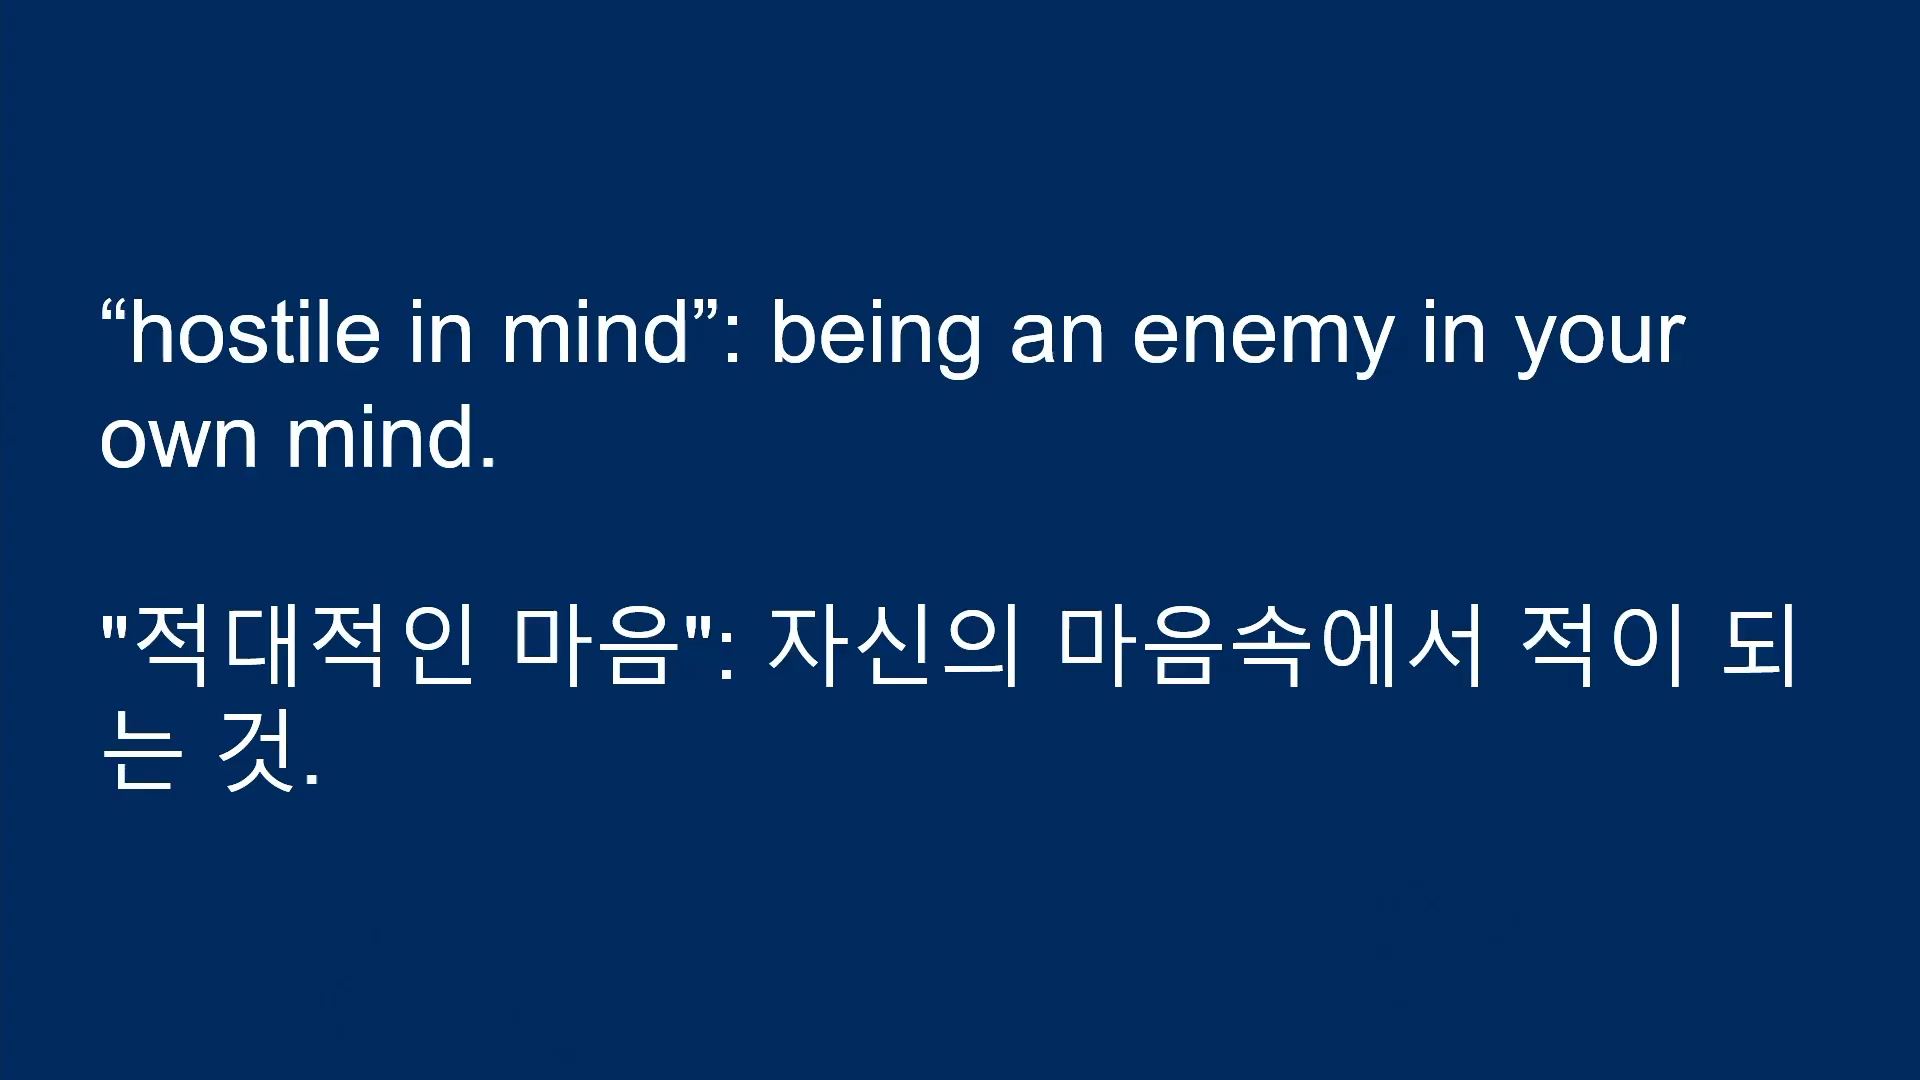 “hostile in mind”: being an enemy in your
own mind.
"적대적인 마음": 자신의 마음속에서 적이 되
는 것.